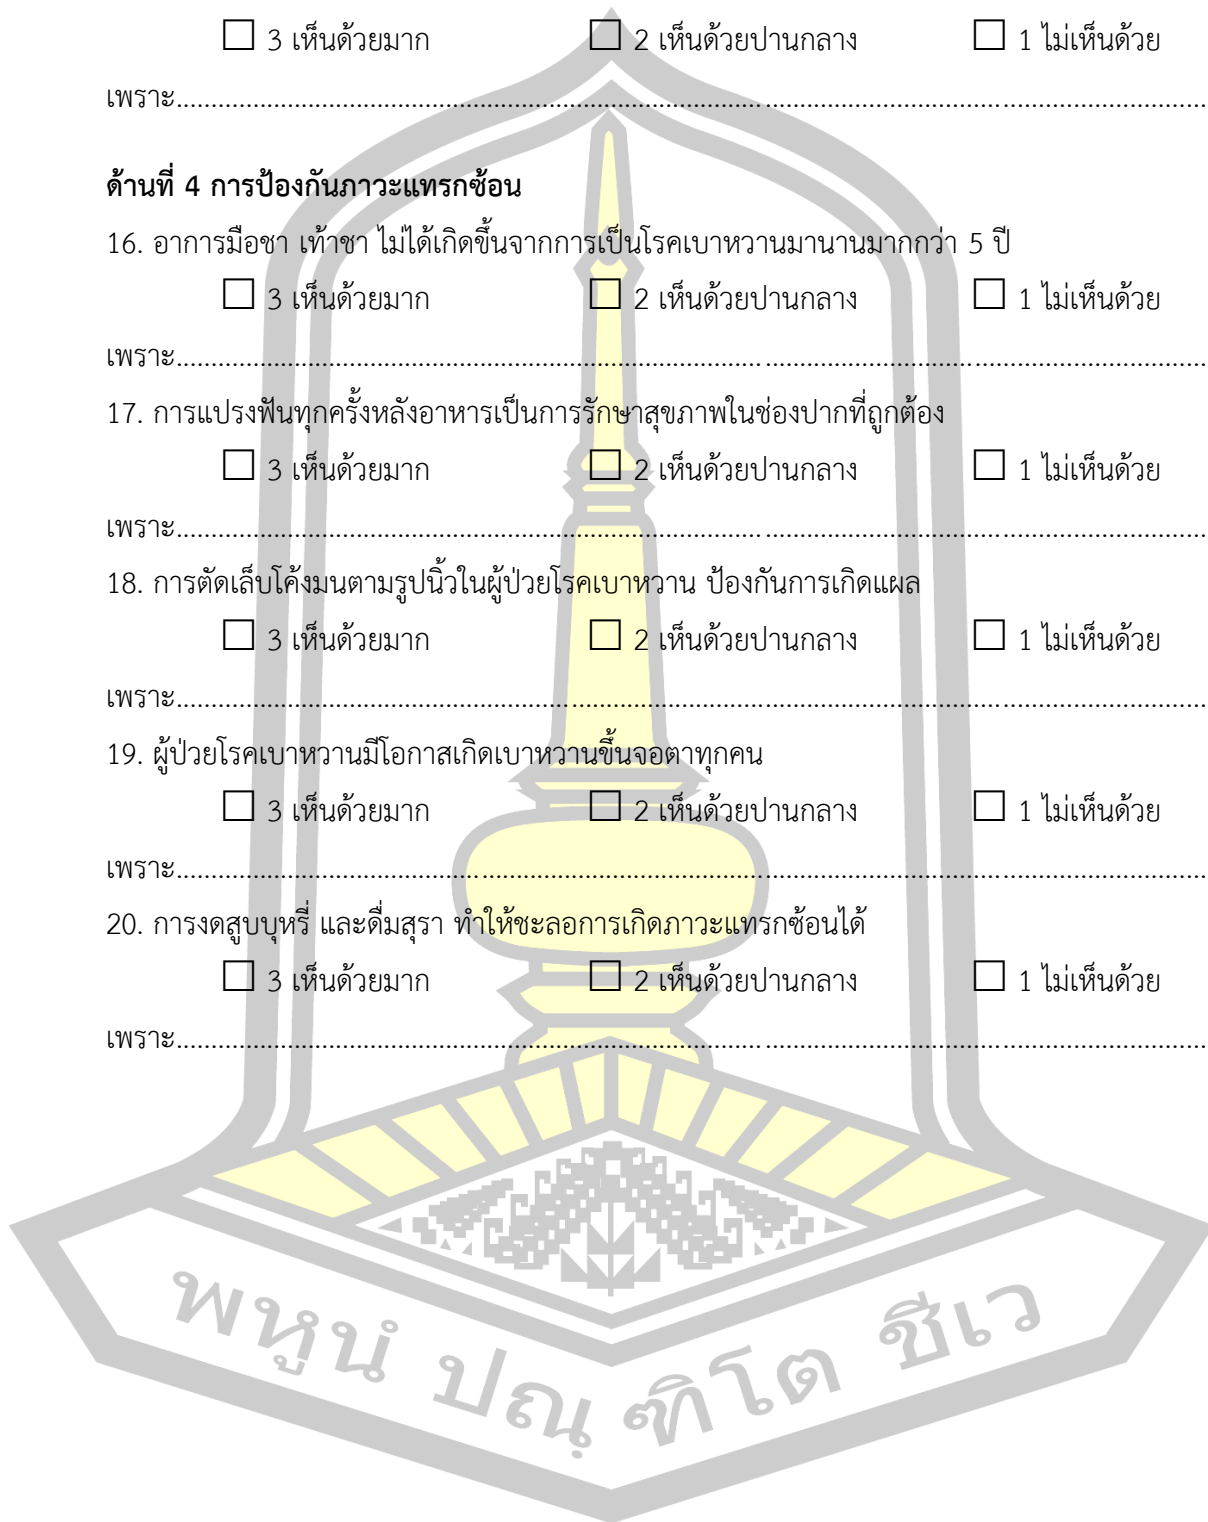 ☐ 3 เห็นด้วยมาก ☐ 2 เห็นด้วยปานกลาง ☐ 1 ไม่เห็นด้วย
เพราะ....................................................................................................................................................
ด้านที่ 4 การป้องกันภาวะแทรกซ้อน
16. อาการมือชา เท้าชา ไม่ได้เกิดขึ้นจากการเป็นโรคเบาหวานมานานมากกว่า 5 ปี
☐ 3 เห็นด้วยมาก ☐ 2 เห็นด้วยปานกลาง ☐ 1 ไม่เห็นด้วย
เพราะ....................................................................................................................................................
17. การแปรงฟันทุกครั้งหลังอาหารเป็นการรักษาสุขภาพในช่องปากที่ถูกต้อง
☐ 3 เห็นด้วยมาก ☐ 2 เห็นด้วยปานกลาง ☐ 1 ไม่เห็นด้วย
เพราะ....................................................................................................................................................
18. การตัดเล็บโค้งมนตามรูปนิ้วในผู้ป่วยโรคเบาหวาน ป้องกันการเกิดแผล
☐ 3 เห็นด้วยมาก ☐ 2 เห็นด้วยปานกลาง ☐ 1 ไม่เห็นด้วย
เพราะ....................................................................................................................................................
19. ผู้ป่วยโรคเบาหวานมีโอกาสเกิดเบาหวานขึ้นจอตาทุกคน
☐ 3 เห็นด้วยมาก ☐ 2 เห็นด้วยปานกลาง ☐ 1 ไม่เห็นด้วย
เพราะ....................................................................................................................................................
20. การงดสูบบุหรี่ และดื่มสุรา ทำให้ชะลอการเกิดภาวะแทรกซ้อนได้
☐ 3 เห็นด้วยมาก ☐ 2 เห็นด้วยปานกลาง ☐ 1 ไม่เห็นด้วย
เพราะ....................................................................................................................................................
พหูนํ ปณฺฑิโต ชีเว